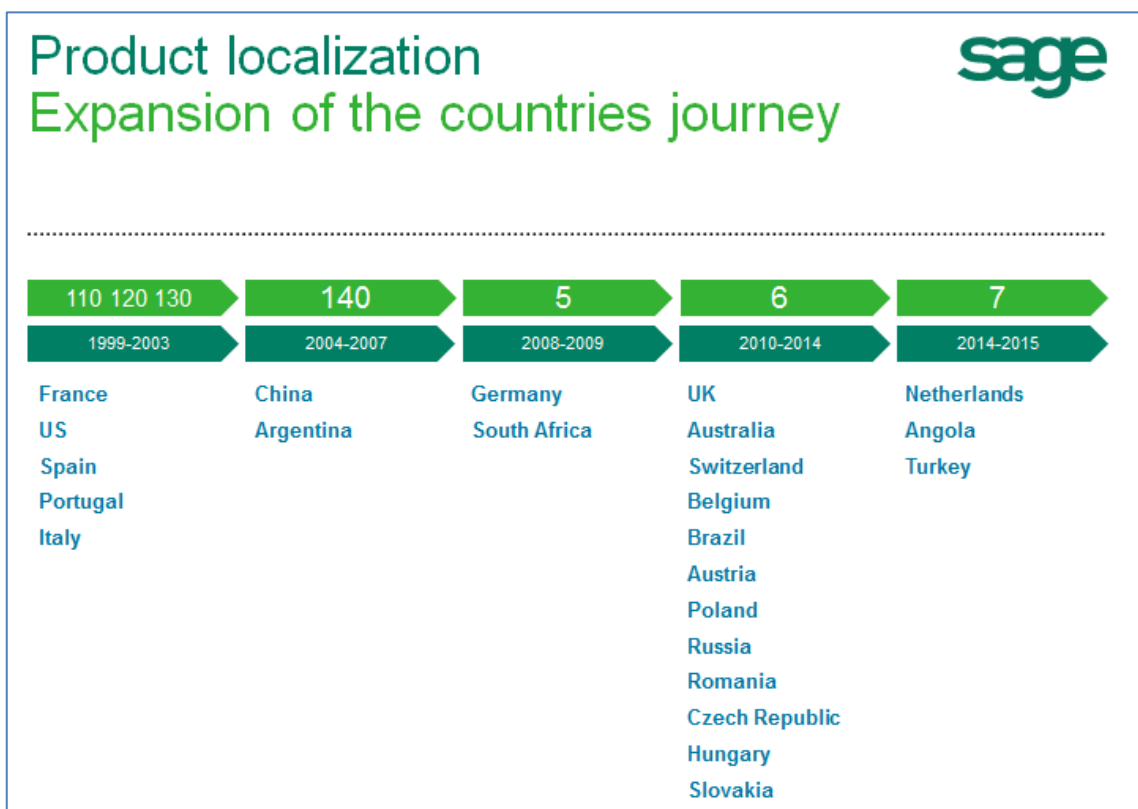 Product localization
sage
Expansion of the countries journey
110 120 130
140
5
6
7
1999-2003
2004-2007
2008-2009
2010-2014
2014-2015
France
US
Spain
Portugal
Italy
China
Argentina
Germany
South Africa
UK
Australia
Switzerland
Belgium
Brazil
Austria
Poland
Russia
Romania
Czech Republic
Hungary
Slovakia
Netherlands
Angola
Turkey